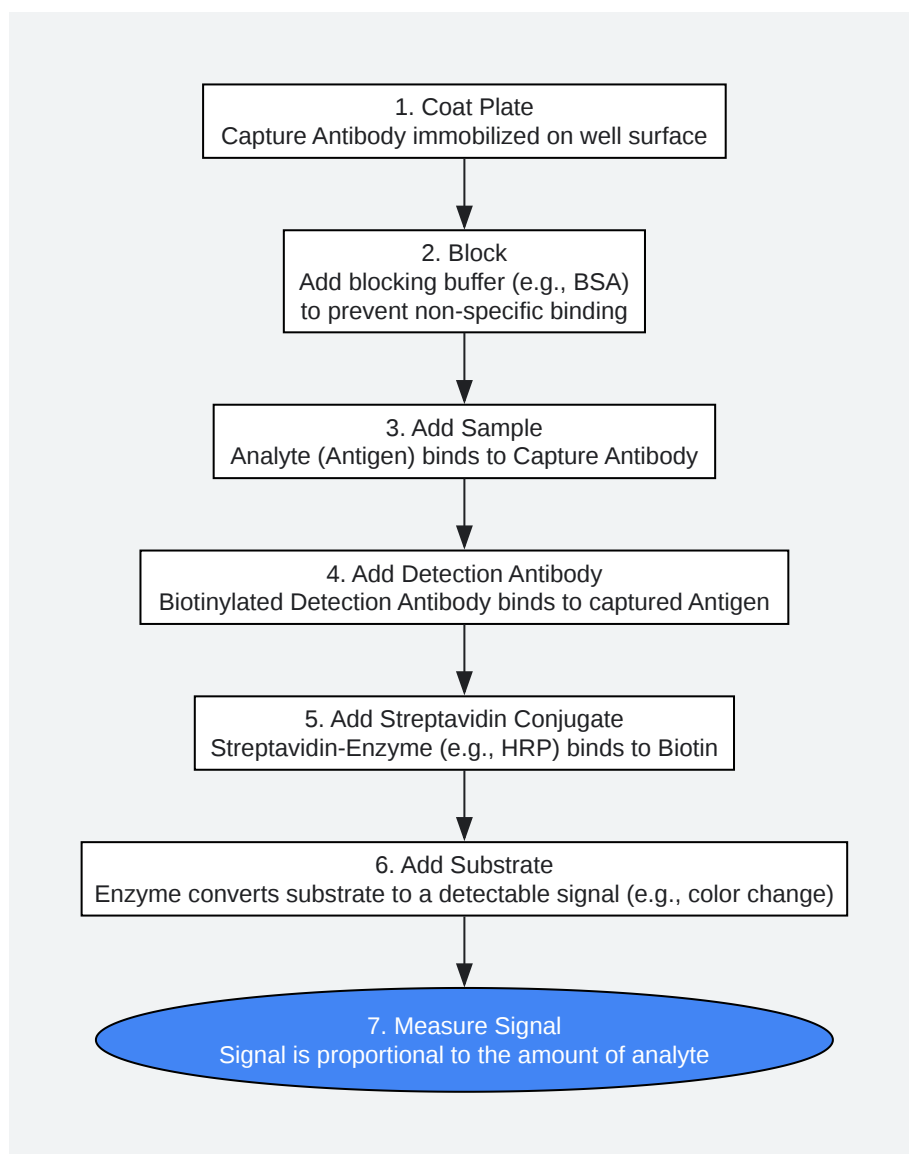 1. Coat Plate
Capture Antibody immobilized on well surface
2. Block
Add blocking buffer (e.g., BSA)
to prevent non-specific binding
3. Add Sample
Analyte (Antigen) binds to Capture Antibody
4. Add Detection Antibody
Biotinylated Detection Antibody binds to captured Antigen
5. Add Streptavidin Conjugate
Streptavidin-Enzyme (e.g., HRP) binds to Biotin
6. Add Substrate
Enzyme converts substrate to a detectable signal (e.g., color change)
7. Measure Signal
Signal is proportional to the amount of analyte